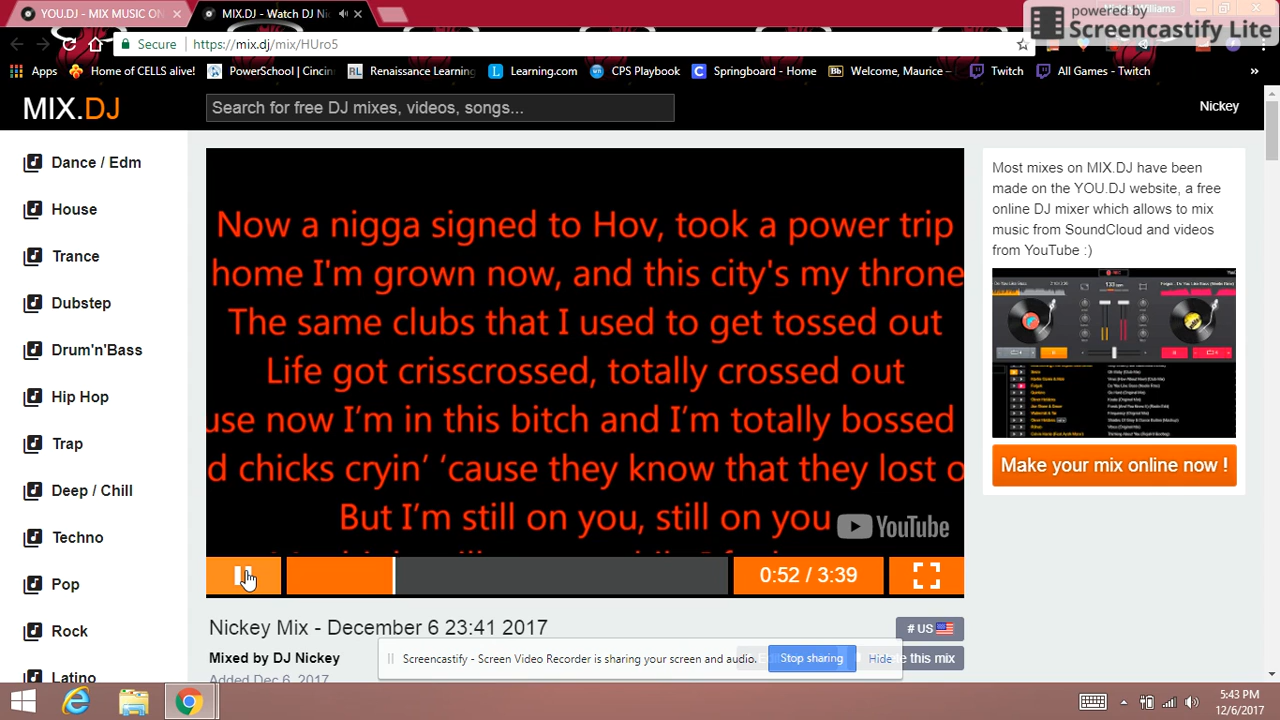 YOU.DJ - MIX MUSIC ON
MIX.DJ - Watch DJ Ni
Williams
powered by
Screencastify Lite
Secure
https://mix.dj/mix/HUro5
Apps
Home of CELLS alive!
PowerSchool | Cincin
RL Renaissance Learning
L Learning.com
wn CPS Playbook
C Springboard - Home
Bb Welcome, Maurice –
Twitch
All Games - Twitch
»
MIX.DJ
Search for free DJ mixes, videos, songs...
Nickey
Dance / Edm
House
Trance
Dubstep
Drum'n'Bass
Hip Hop
Trap
Deep / Chill
Techno
Pop
Rock
Latino
Now a nigga signed to Hov, took a power trip
home I'm grown now, and this city's my throne
The same clubs that I used to get tossed out
Life got crisscrossed, totally crossed out
use now I'm in this bitch and I'm totally bossed
d chicks cryin' 'cause they know that they lost o
But I'm still on you, still on you
YouTube
0:52 / 3:39
Nickey Mix - December 6 23:41 2017
# US
Mixed by DJ Nickey
this mix
Added Dec 6, 2017
Screencastify - Screen Video Recorder is sharing your screen and audio.
Stop sharing
Hide
Most mixes on MIX.DJ have been
made on the YOU.DJ website, a free
online DJ mixer which allows to mix
music from SoundCloud and videos
from YouTube :)
Make your mix online now !
5:43 PM
12/6/2017